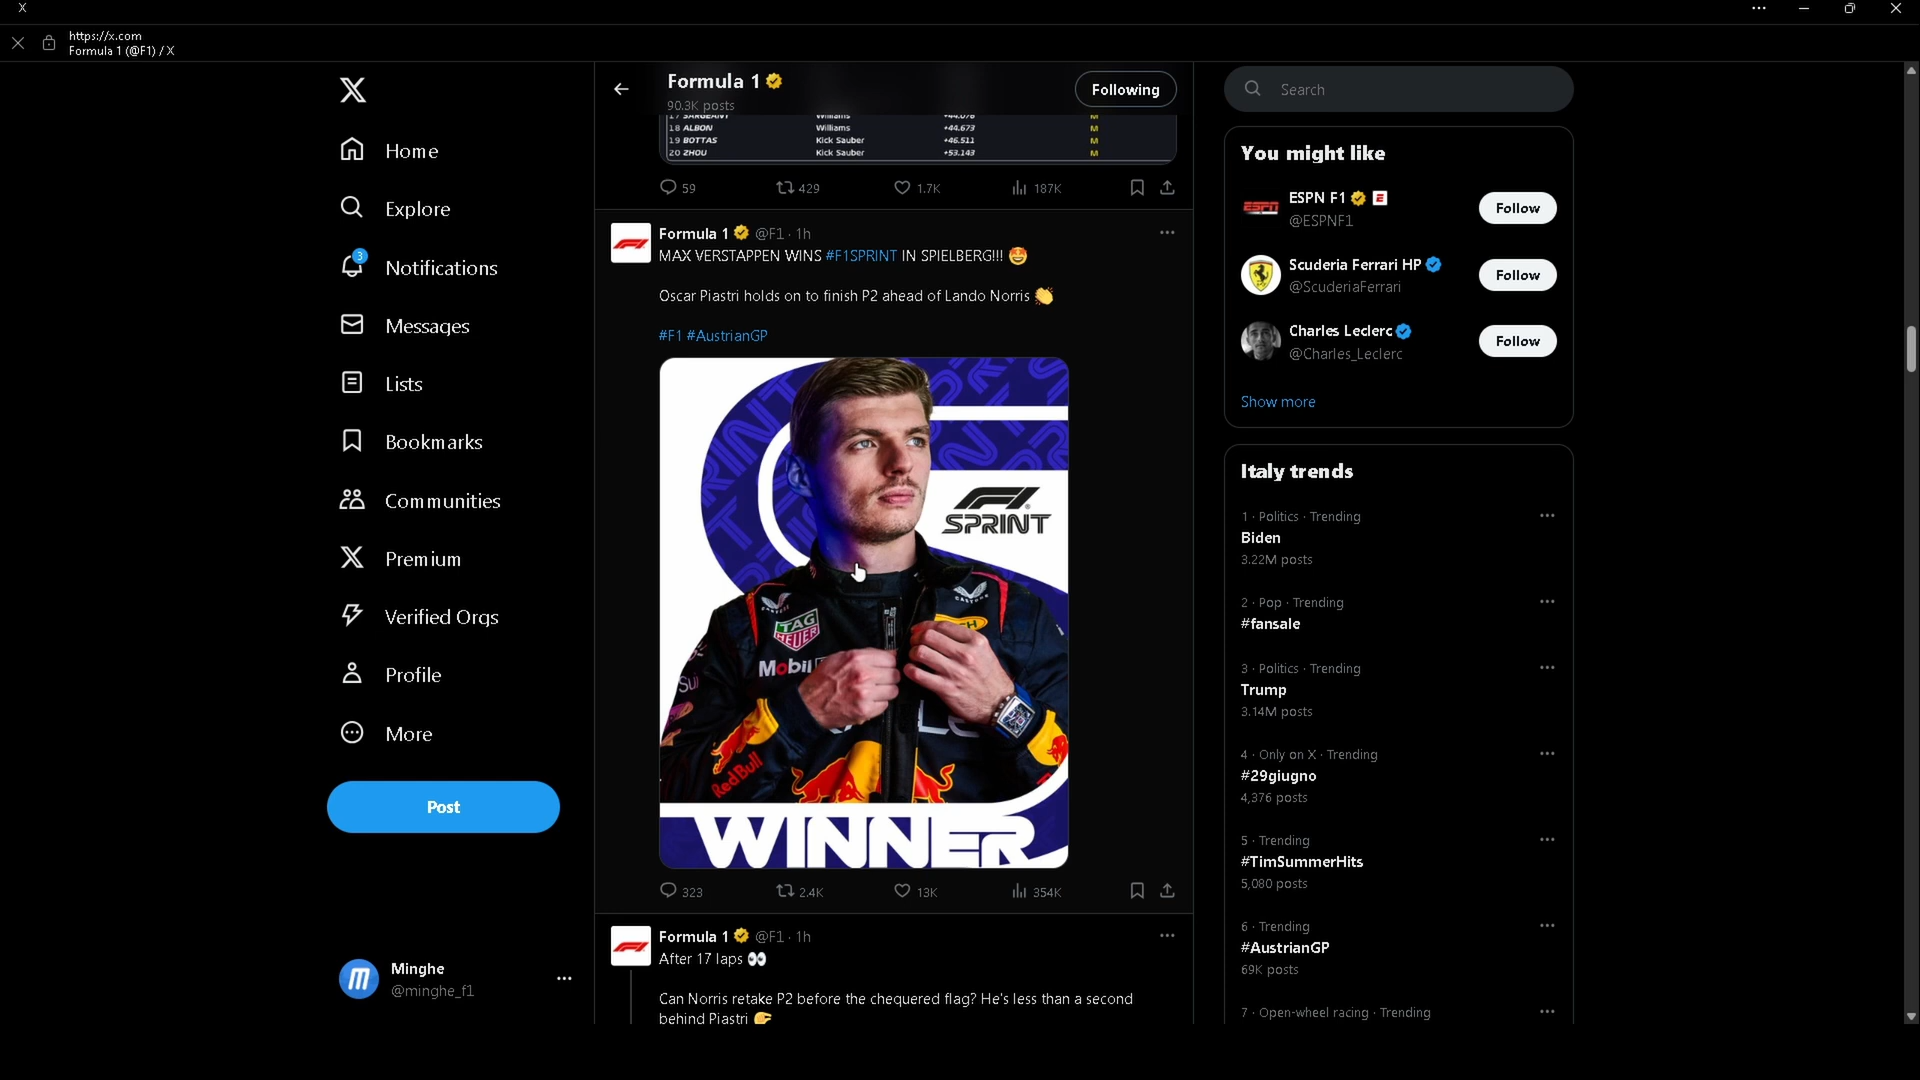 X
https://x.com
Formula 1 (@F1) / X
Home
Explore
3
Notifications
Messages
Lists
Bookmarks
Communities
Premium
Verified Orgs
Profile
More
Post
Minghe
@minghe_f1
Formula 1
90.3K posts
Following
17 SARGEANT Williams +44.076 M
18 ALBON Williams +44.673 M
19 BOTTAS Kick Sauber +46.511 M
20 ZHOU Kick Sauber +53.143 M
59 429 1.7K 187K
Formula 1 @F1 · 1h
MAX VERSTAPPEN WINS #F1SPRINT IN SPIELBERG!!! 🤩
Oscar Piastri holds on to finish P2 ahead of Lando Norris 👏
#F1 #AustrianGP
SPRINT
CASTORE
TAG
HEUER
Mobil
Red Bull
WINNER
323 2.4K 13K 354K
Formula 1 @F1 · 1h
After 17 laps 👀
Can Norris retake P2 before the chequered flag? He's less than a second
behind Piastri 👉
Search
You might like
ESPN F1
@ESPNF1
Follow
Scuderia Ferrari HP
@ScuderiaFerrari
Follow
Charles Leclerc
@Charles_Leclerc
Follow
Show more
Italy trends
1 · Politics · Trending
Biden
3.22M posts
2 · Pop · Trending
#fansale
3 · Politics · Trending
Trump
3.14M posts
4 · Only on X · Trending
#29giugno
4,376 posts
5 · Trending
#TimSummerHits
5,080 posts
6 · Trending
#AustrianGP
69K posts
7 · Open-wheel racing · Trending